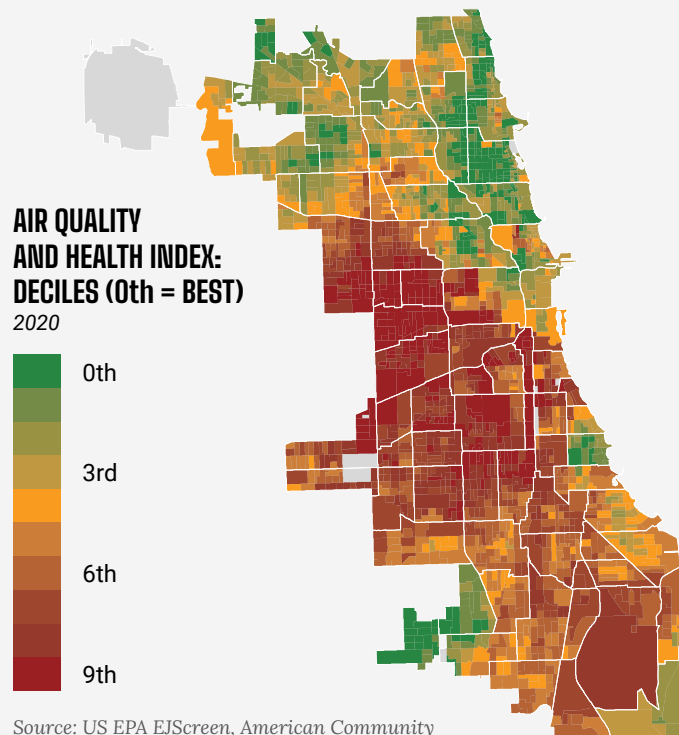 AIR QUALITY
AND HEALTH INDEX:
DECILES (0th = BEST)
2020
0th
3rd
6th
9th
Source: US EPA EJScreen, American Community